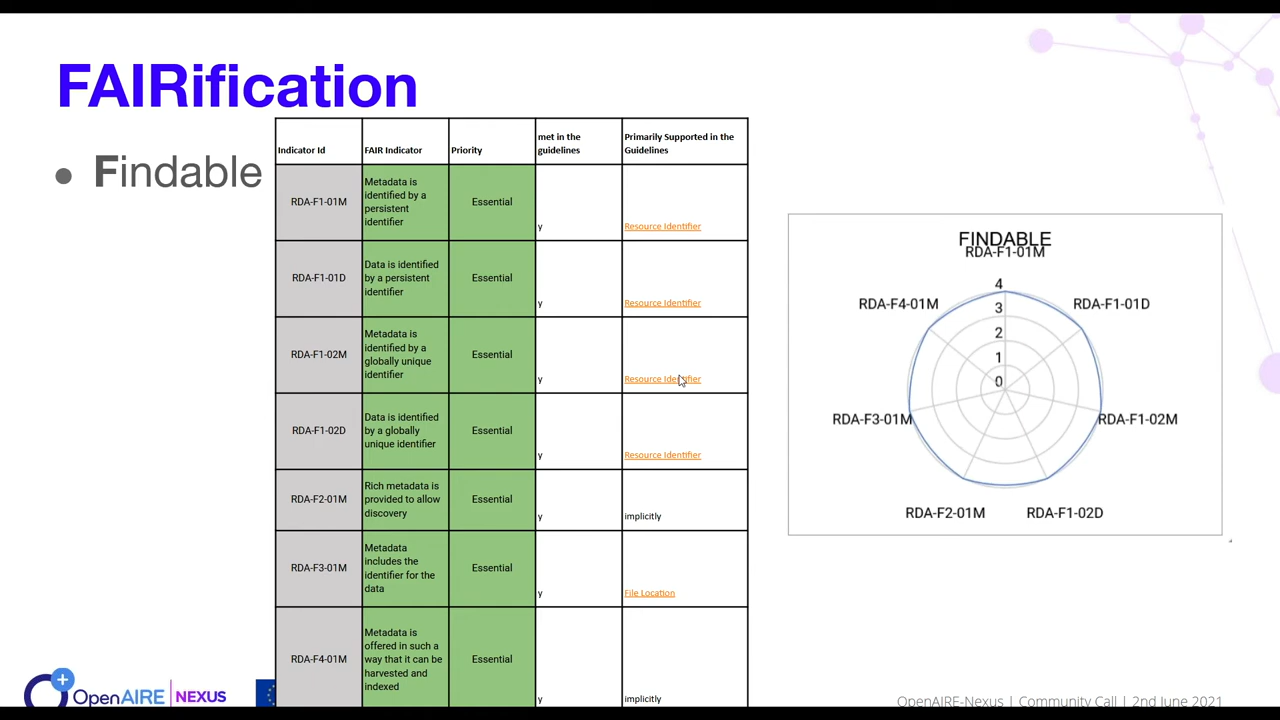 FAIRification
● Findable
Indicator Id
FAIR Indicator
Priority
met in the
guidelines
Primarily Supported in the
Guidelines
RDA-F1-01M
Metadata is
identified by a
persistent
identifier
Essential
y
Resource Identifier
RDA-F1-01D
Data is identified
by a persistent
identifier
Essential
y
Resource Identifier
RDA-F1-02M
Metadata is
identified by a
globally unique
identifier
Essential
y
Resource Identifier
RDA-F1-02D
Data is identified
by a globally
unique identifier
Essential
y
Resource Identifier
RDA-F2-01M
Rich metadata is
provided to allow
discovery
Essential
y
implicitly
RDA-F3-01M
Metadata
includes the
identifier for the
data
Essential
y
File Location
RDA-F4-01M
Metadata is
offered in such a
way that it can be
harvested and
indexed
Essential
y
implicitly
FINDABLE
RDA-F1-01M
4
3
2
1
0
RDA-F4-01M
RDA-F1-01D
RDA-F3-01M
RDA-F1-02M
RDA-F2-01M
RDA-F1-02D
OpenAIRE | NEXUS
OpenAIRE-Nexus | Community Call | 2nd June 2021